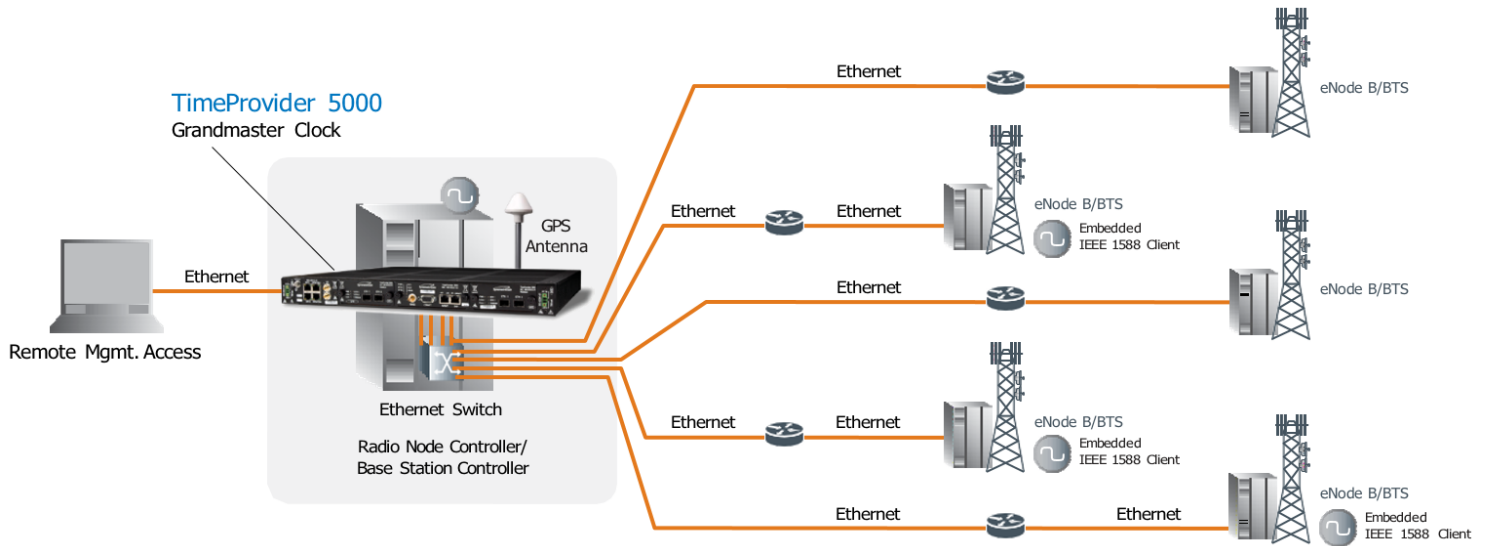 TimeProvider 5000
Grandmaster Clock
GPS
Antenna
Ethernet
Remote Mgmt. Access
Ethernet Switch
Radio Node Controller/
Base Station Controller
Ethernet
eNode B/BTS
Ethernet
Ethernet
eNode B/BTS
Embedded
IEEE 1588 Client
Ethernet
eNode B/BTS
Ethernet
Ethernet
eNode B/BTS
Embedded
IEEE 1588 Client
Ethernet
Ethernet
eNode B/BTS
Embedded
IEEE 1588 Client